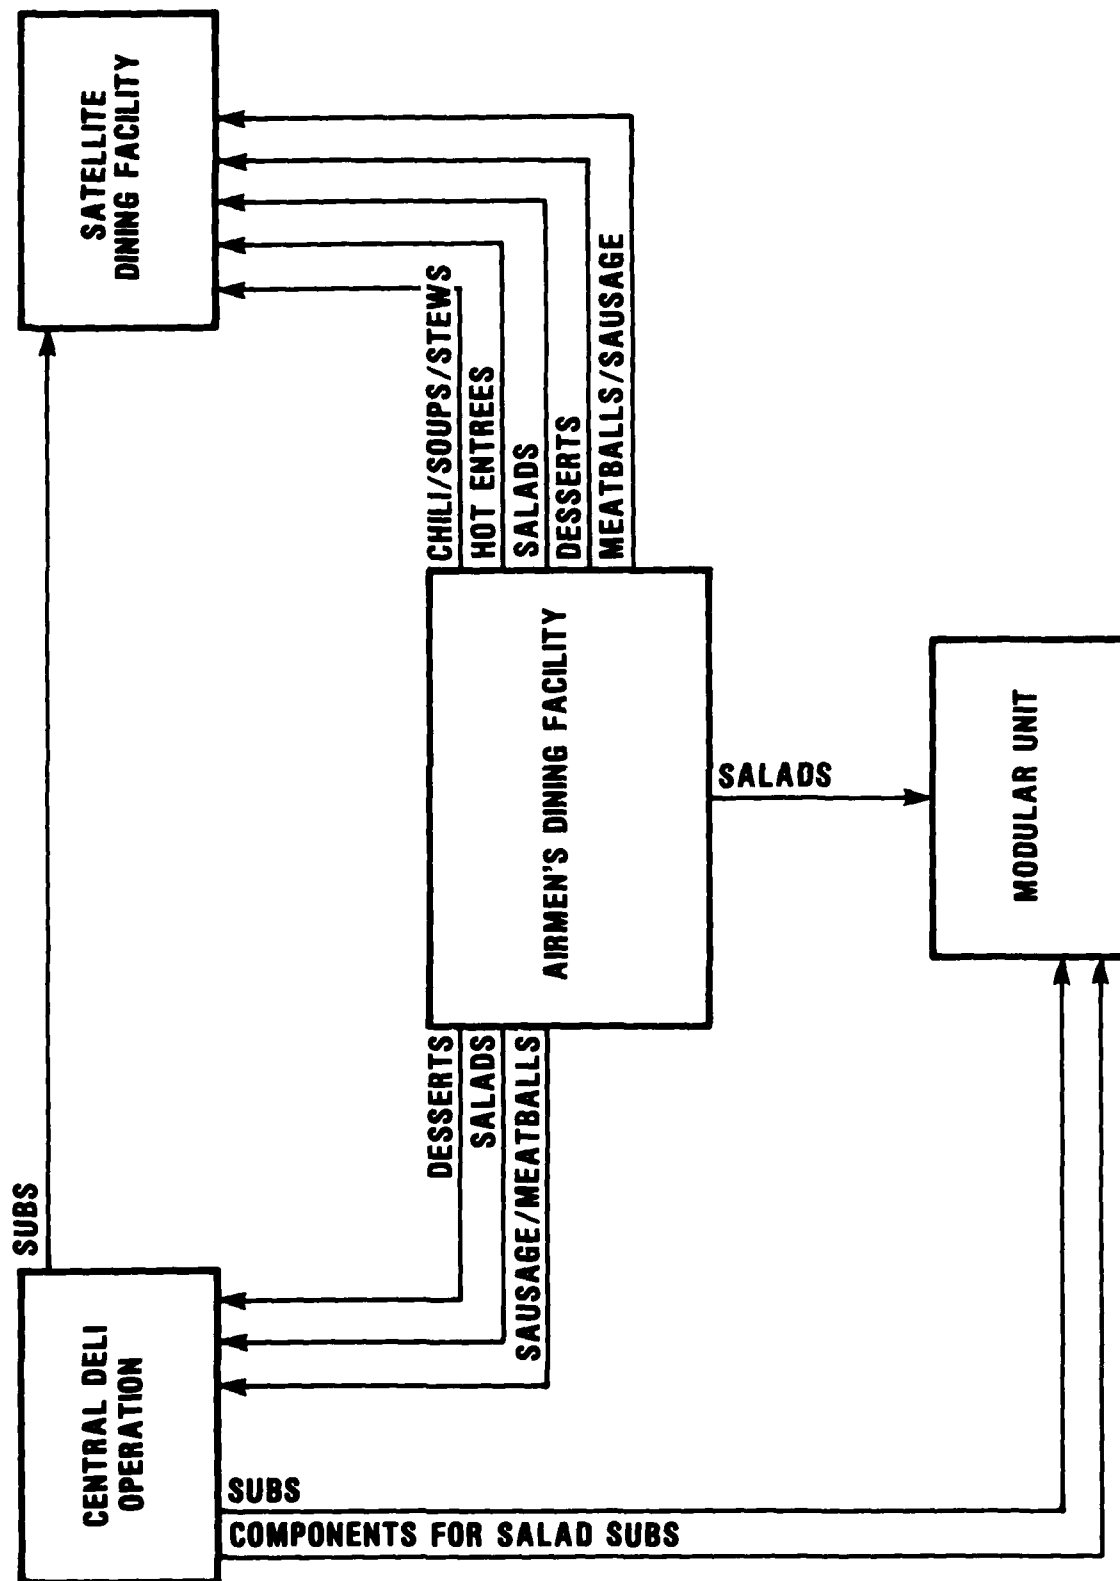 SUBS
CENTRAL DELI
OPERATION
SATELLITE
DINING FACILITY
DESSERTS
SALADS
SAUSAGE/MEATBALLS
CHILI/SOUPS/STEWS
HOT ENTREES
SALADS
DESSERTS
MEATBALLS/SAUSAGE
AIRMEN'S DINING FACILITY
SUBS
COMPONENTS FOR SALAD SUBS
SALADS
MODULAR UNIT